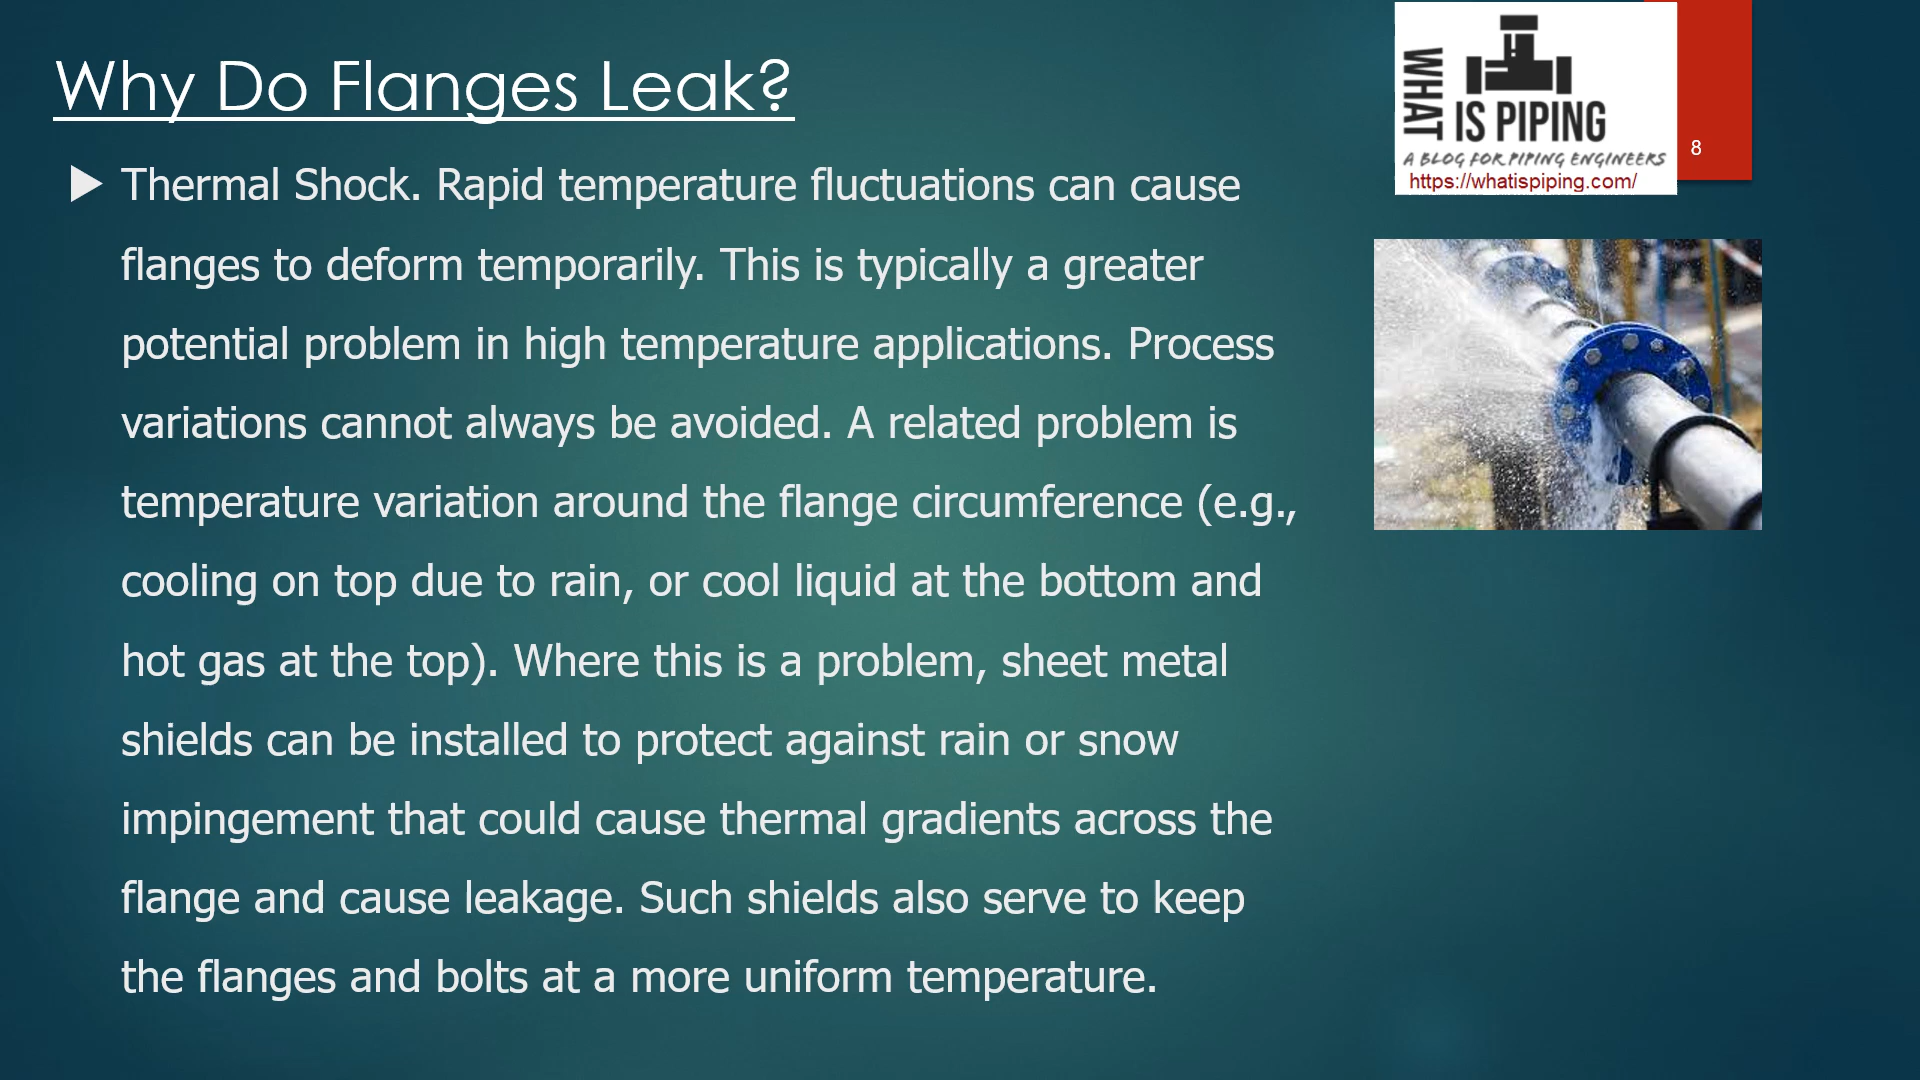 Why Do Flanges Leak?
WHAT
IS PIPING
A BLOG FOR PIPING ENGINEERS
https://whatispiping.com/
8
Thermal Shock. Rapid temperature fluctuations can cause
flanges to deform temporarily. This is typically a greater
potential problem in high temperature applications. Process
variations cannot always be avoided. A related problem is
temperature variation around the flange circumference (e.g.,
cooling on top due to rain, or cool liquid at the bottom and
hot gas at the top). Where this is a problem, sheet metal
shields can be installed to protect against rain or snow
impingement that could cause thermal gradients across the
flange and cause leakage. Such shields also serve to keep
the flanges and bolts at a more uniform temperature.